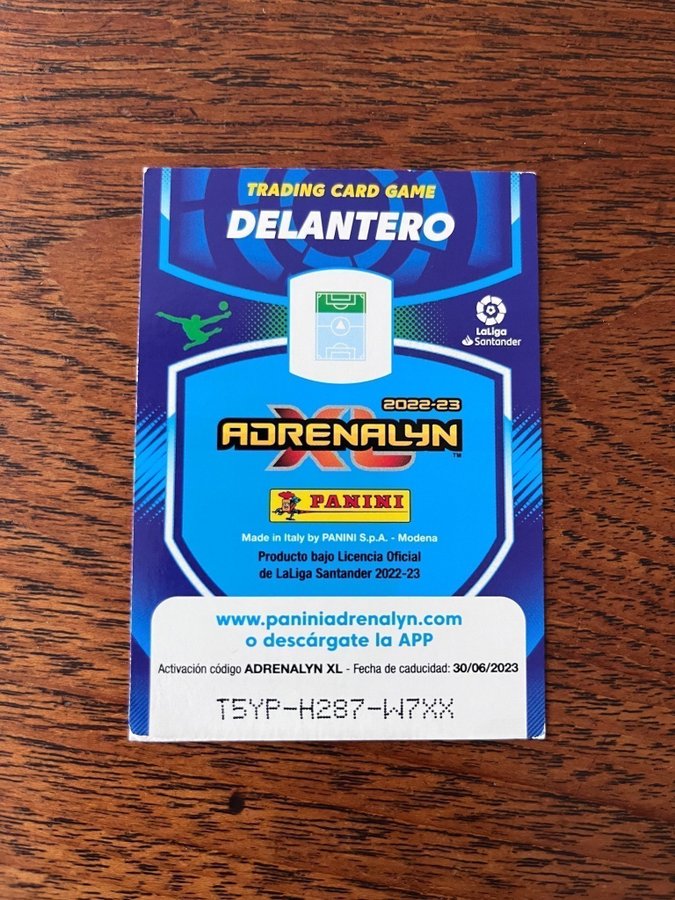 TRADING CARD GAME
DELANTERO
LaLiga
Santander
2022-23
ADRENALYN XL™
PANINI
Made in Italy by PANINI S.p.A. - Modena
Producto bajo Licencia Oficial
de LaLiga Santander 2022-23
www.paniniadrenalyn.com
o descárgate la APP
Activación código ADRENALYN XL - Fecha de caducidad: 30/06/2023
T5YP-H287-W7XX